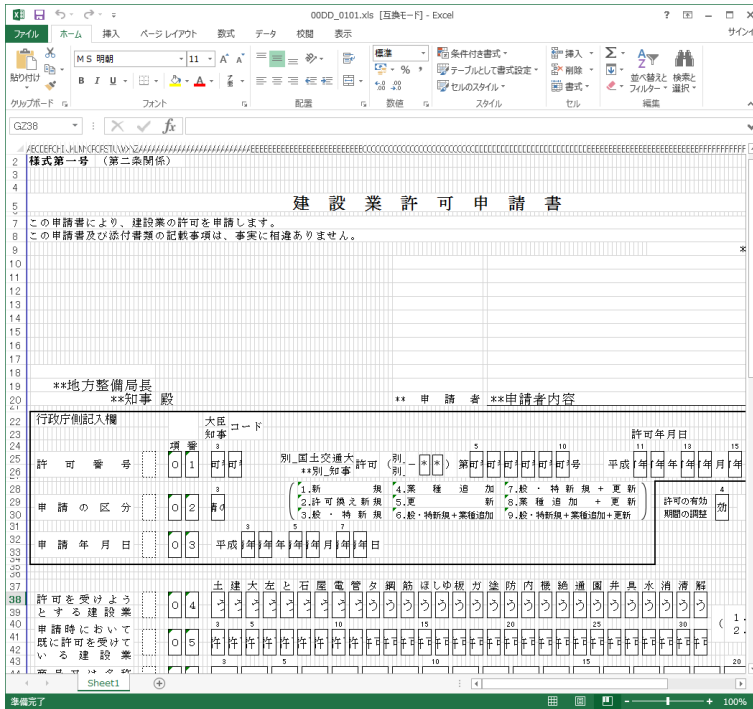 00DD_0101.xls [互換モード] - Excel
ファイル ホーム 挿入 ページ レイアウト 数式 データ 校閲 表示 サインイ
貼り付け
MS 明朝 11 標準
条件付き書式
テーブルとして書式設定
セルのスタイル
挿入
削除
書式
並べ替えと フィルター
検索と 選択
クリップボード フォント 配置 数値 スタイル セル 編集
GZ38
様式第一号 (第二条関係)
建設業許可申請書
この申請書により、建設業の許可を申請します。
この申請書及び添付書類の記載事項は、事実に相違ありません。
**地方整備局長
**知事 殿 ** 申請者 **申請者内容
行政庁側記入欄
大臣 知事 コード
許可年月日
項番
許可番号 0 1 別_国土交通大 **別_知事 許可 (別_ 別_ - * *) 第 号 平成 年 月
申請の区分 0 2
1.新規 4.業種追加 7.般・特新規+更新
2.許可換え新規 5.更新 8.業種追加+更新
3.般・特新規 6.般・特新規+業種追加 9.般・特新規+業種追加+更新
許可の有効
期間の調整
申請年月日 0 3 平成 年 月 日
土建大左と石屋電管タ鋼筋ほしゆ板ガ塗防内機絶通園井具水消清解
許可を受けよう
とする建設業 0 4
申請時において
既に許可を受けて
いる建設業 0 5
1.
2.
商号又は名称
Sheet1
準備完了 100%